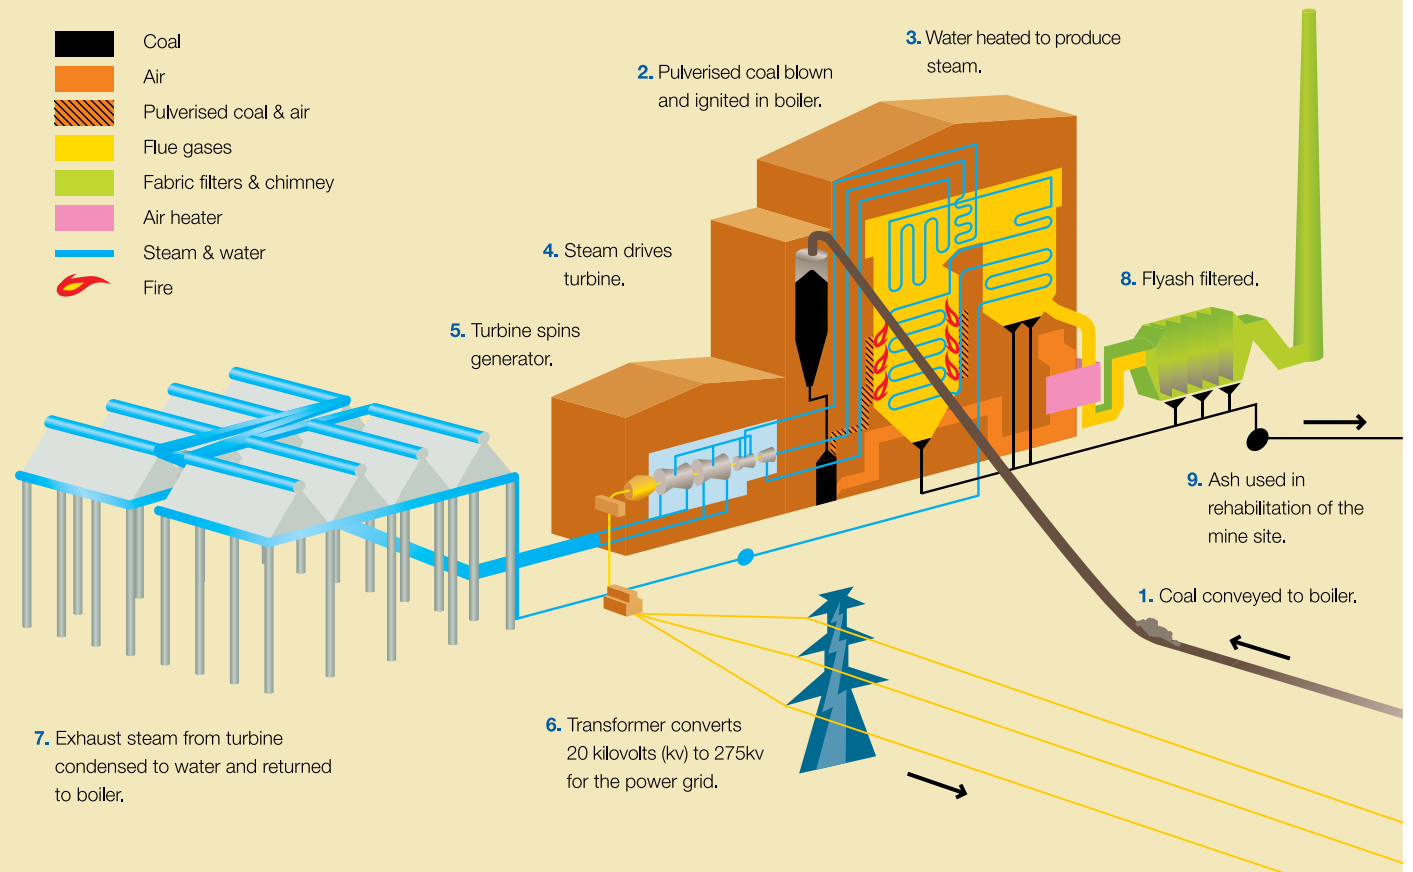 Coal
Air
Pulverised coal & air
Flue gases
Fabric filters & chimney
Air heater
Steam & water
Fire
1. Coal conveyed to boiler.
2. Pulverised coal blown
and ignited in boiler.
3. Water heated to produce
steam.
4. Steam drives
turbine.
5. Turbine spins
generator.
6. Transformer converts
20 kilovolts (kv) to 275kv
for the power grid.
7. Exhaust steam from turbine
condensed to water and returned
to boiler.
8. Flyash filtered.
9. Ash used in
rehabilitation of the
mine site.